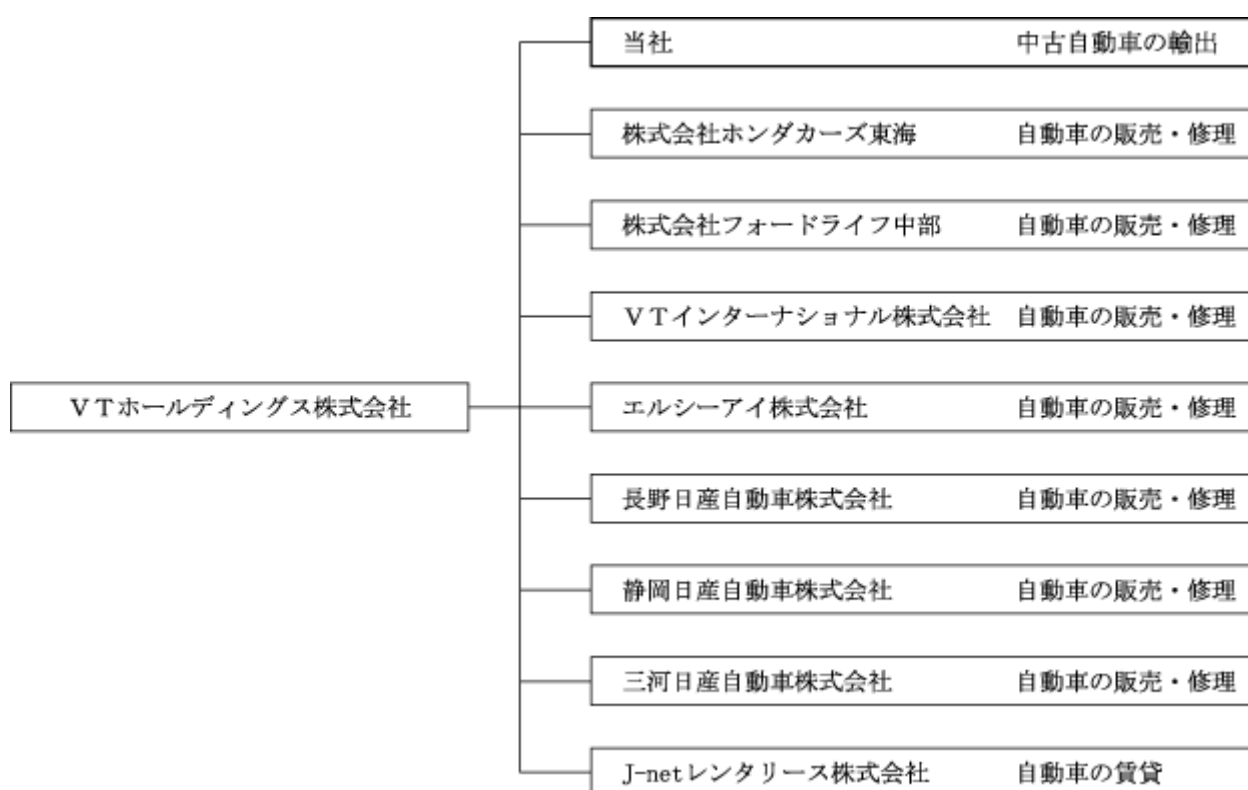 当社 中古自動車の輸出
株式会社ホンダカーズ東海 自動車の販売・修理
株式会社フォードライフ中部 自動車の販売・修理
ＶＴインターナショナル株式会社 自動車の販売・修理
ＶＴホールディングス株式会社 エルシーアイ株式会社 自動車の販売・修理
長野日産自動車株式会社 自動車の販売・修理
静岡日産自動車株式会社 自動車の販売・修理
三河日産自動車株式会社 自動車の販売・修理
J-netレンタリース株式会社 自動車の賃貸